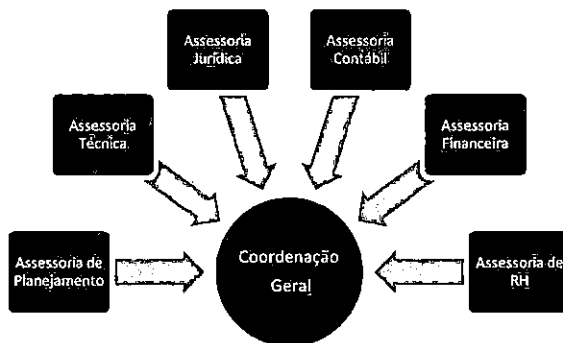 Assessoria
Jurídica
Assessoria
Contábil
Assessoria
Técnica
Assessoria
Financeira
Assessoria de
Planejamento
Coordenação
Geral
Assessoria de
RH